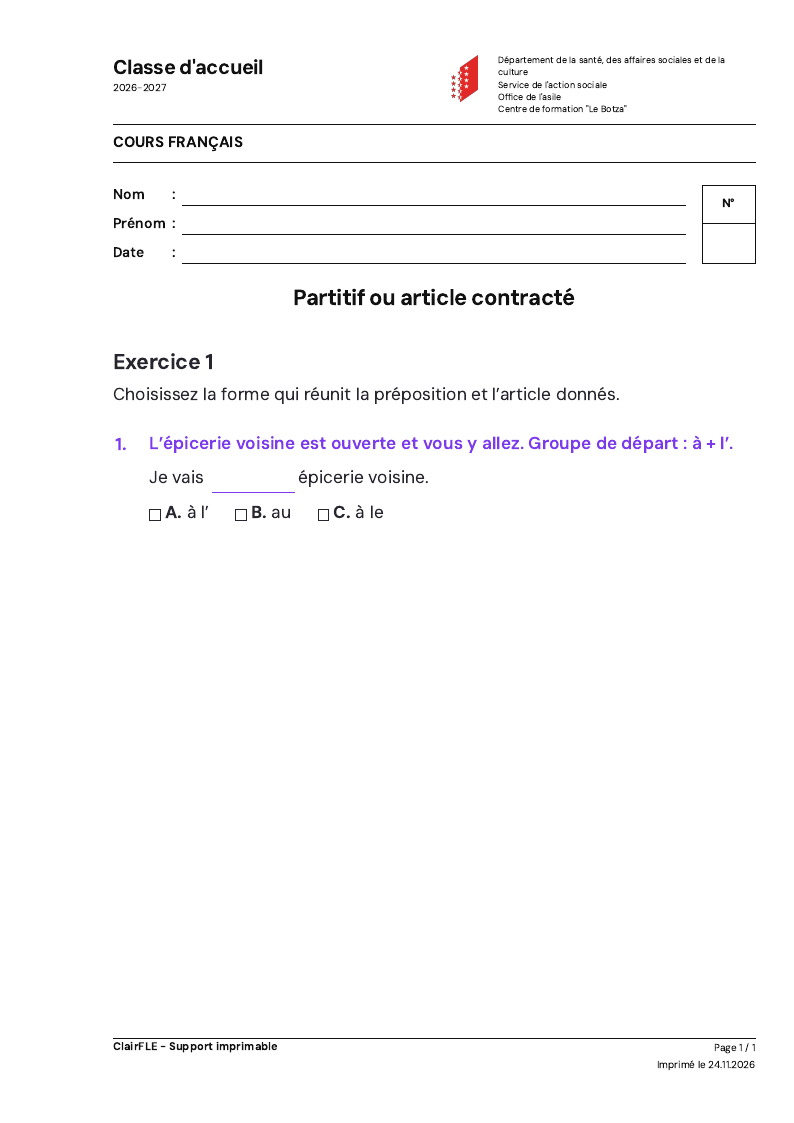 Classe d'accueil
2026-2027
Département de la santé, des affaires sociales et de la
culture
Service de l'action sociale
Office de l'asile
Centre de formation "Le Botza"
COURS FRANÇAIS
Nom :
Prénom :
Date :
N°
Partitif ou article contracté
Exercice 1
Choisissez la forme qui réunit la préposition et l’article donnés.
1. L’épicerie voisine est ouverte et vous y allez. Groupe de départ : à + l’.
Je vais ________ épicerie voisine.
☐ A. à l’ ☐ B. au ☐ C. à le
ClairFLE - Support imprimable
Page 1 / 1
Imprimé le 24.11.2026